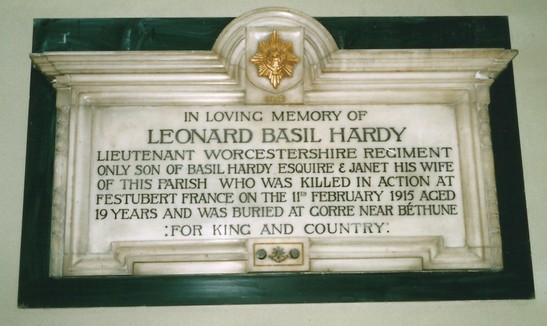 IN LOVING MEMORY OF
LEONARD BASIL HARDY
LIEUTENANT WORCESTERSHIRE REGIMENT
ONLY SON OF BASIL HARDY ESQUIRE & JANET HIS WIFE
OF THIS PARISH WHO WAS KILLED IN ACTION AT
FESTUBERT FRANCE ON THE 11TH FEBRUARY 1915 AGED
19 YEARS AND WAS BURIED AT GORRE NEAR BÉTHUNE
:FOR KING AND COUNTRY: